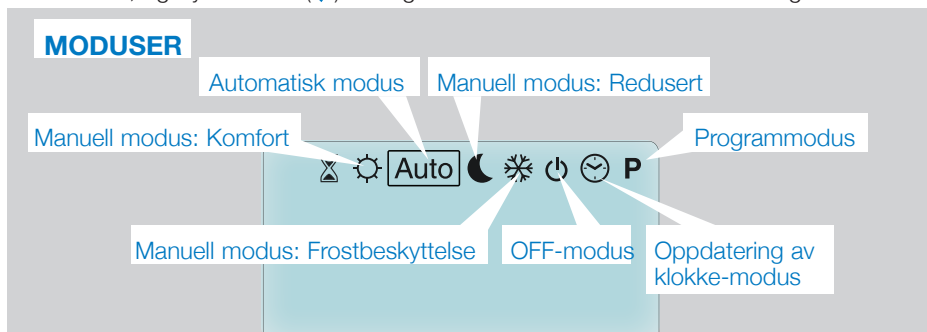 MODUSER
Automatisk modus
Manuell modus: Redusert
Manuell modus: Komfort
Programmodus
Auto
P
Manuell modus: Frostbeskyttelse
OFF-modus
Oppdatering av
klokke-modus